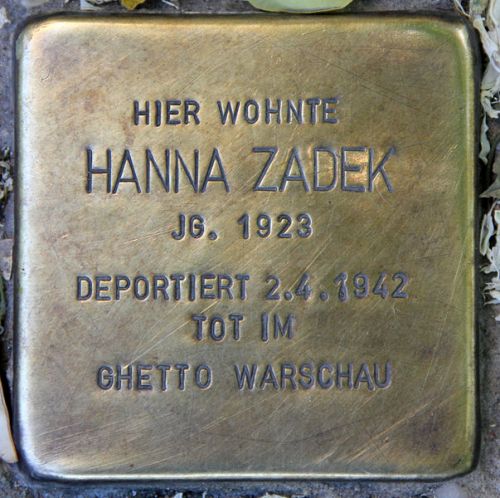 HIER WOHNTE
HANNA ZADEK
JG. 1923
DEPORTIERT 2.4.1942
TOT IM
GHETTO WARSCHAU